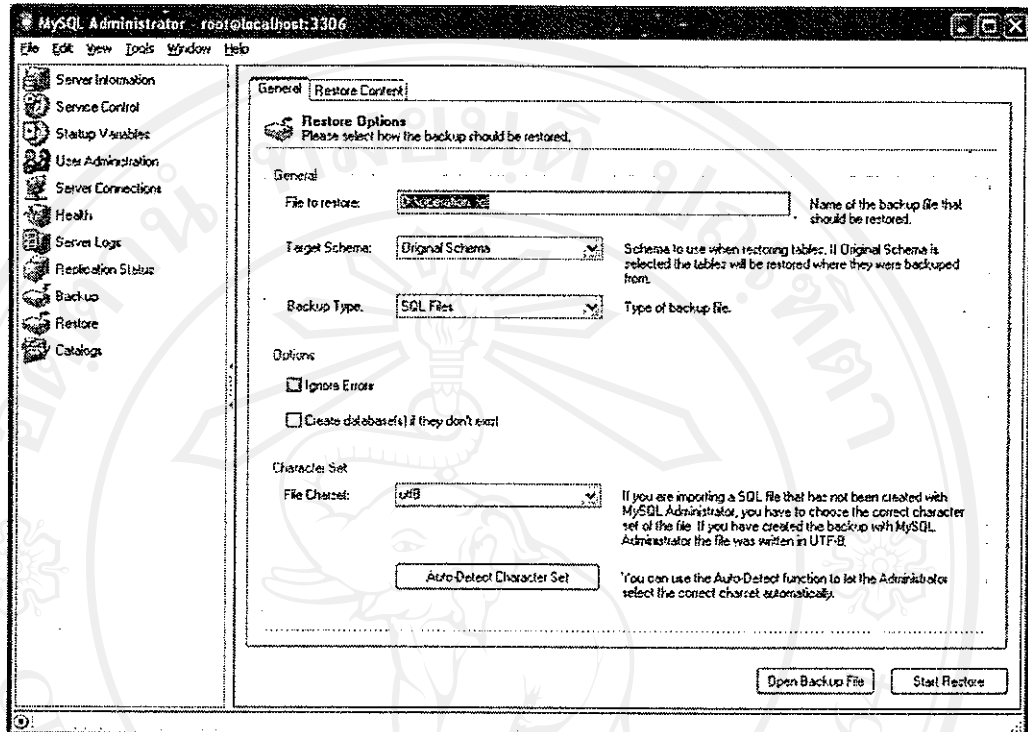 MySQL Administrator - root@localhost:3306
File Edit View Tools Window Help
Server Information
Service Control
Startup Variables
User Administration
Server Connections
Health
Server Logs
Replication Status
Backup
Restore
Catalogs
General Restore Content
Restore Options
Please select how the backup should be restored.
General
File to restore:
Name of the backup file that
should be restored.
Target Schema: Original Schema
Schema to use when restoring tables. If Original Schema is
selected the tables will be restored where they were backuped
from.
Backup Type: SQL Files Type of backup file.
Options
Ignore Errors
Create database(s) if they don't exist
Character Set
File Charset: utf8
If you are importing a SQL file that has not been created with
MySQL Administrator, you have to choose the correct character
set of the file. If you have created the backup with MySQL
Administrator the file was written in UTF-8.
Auto-Detect Character Set
You can use the Auto-Detect function to let the Administrator
select the correct charset automatically.
Open Backup File Start Restore